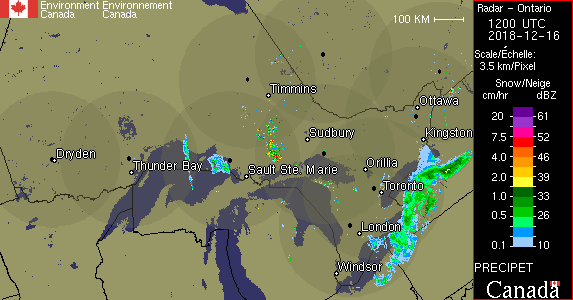 Environment Environnement
Canada Canada
100 KM
Radar - Ontario
1200 UTC
2018-12-16
Scale/Échelle:
3.5 km/Pixel
Snow/Neige
cm/hr dBZ
20 61
7.5 52
4.0 46
2.0 39
1.0 33
0.5 26
0.1 10
PRECIPET
Canada
Timmins
Ottawa
Sudbury
Kingston
Dryden
Thunder Bay
Sault Ste. Marie
Orillia
Toronto
London
Windsor